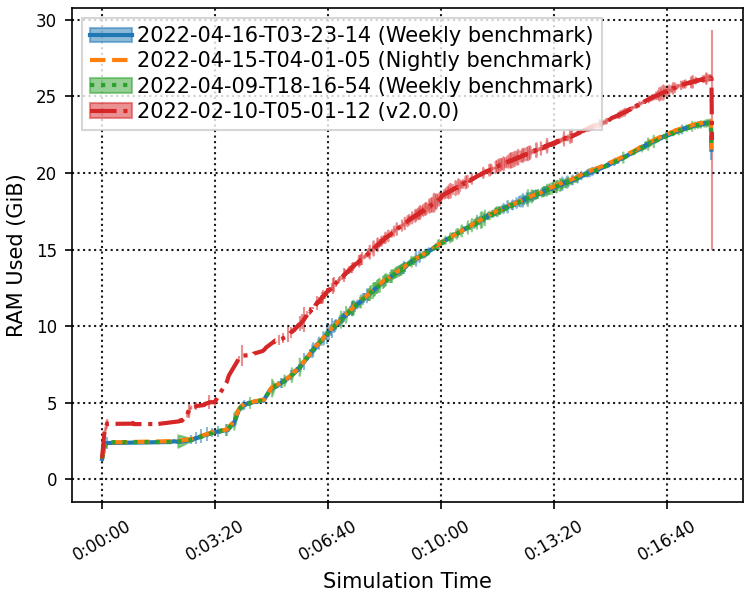 2022-04-16-T03-23-14 (Weekly benchmark)
2022-04-15-T04-01-05 (Nightly benchmark)
2022-04-09-T18-16-54 (Weekly benchmark)
2022-02-10-T05-01-12 (v2.0.0)
30
25
20
15
10
5
0
RAM Used (GiB)
0:00:00
0:03:20
0:06:40
0:10:00
0:13:20
0:16:40
Simulation Time